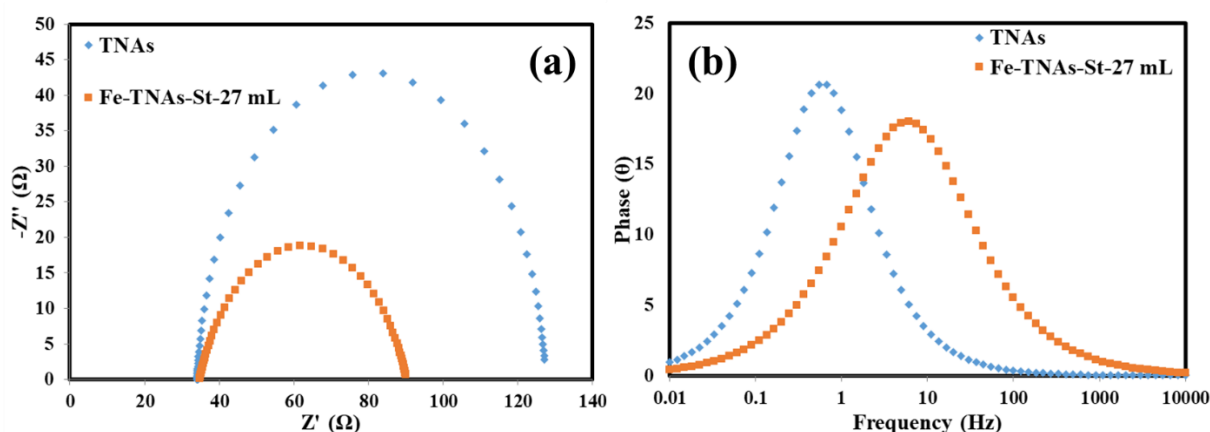 (a)
TNAs
Fe-TNAs-St-27 mL
-Z'' (Ω)
50
45
40
35
30
25
20
15
10
5
0
0 20 40 60 80 100 120 140
Z' (Ω)
(b)
TNAs
Fe-TNAs-St-27 mL
Phase (θ)
25
20
15
10
5
0
0.01 0.1 1 10 100 1000 10000
Frequency (Hz)